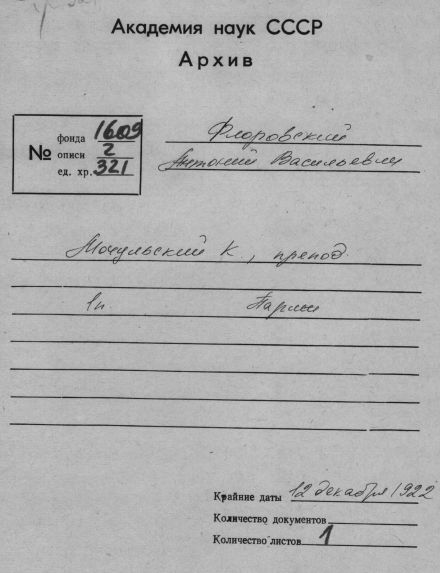 Академия наук СССР
Архив
№
фонда 1609
описи 2
ед. хр. 321
Флоровский
Антоний Васильевич
Мочульский К., препод.
1 п. Париж
Крайние даты 12 декабря 1922
Количество документов
Количество листов 1